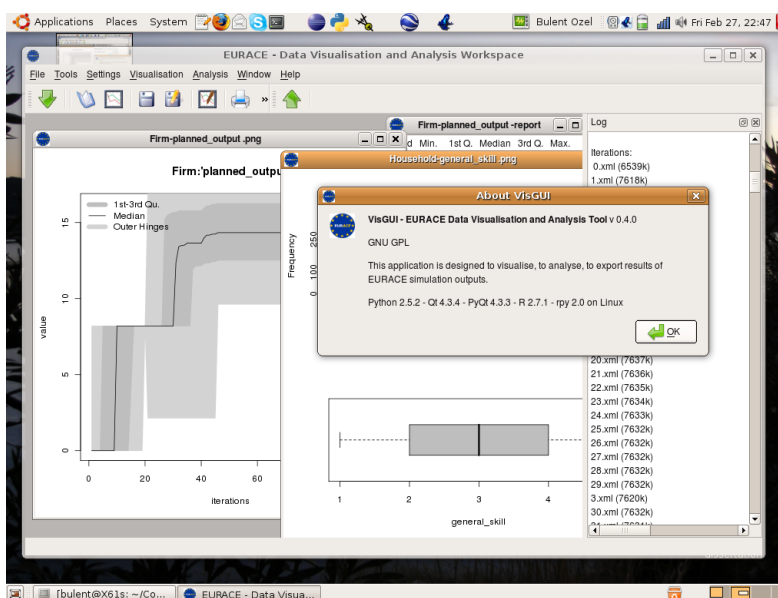 Applications Places System
Bulent Ozel
Fri Feb 27, 22:47
EURACE - Data Visualisation and Analysis Workspace
File Tools Settings Visualisation Analysis Window Help
»
Firm-planned_output -report
Log
Firm-planned_output .png
d Min. 1st Q. Median 3rd Q. Max.
Household-general_skill .png
Iterations:
0.xml (6539k)
1.xml (7618k)
Firm:'planned_outpu
1st-3rd Qu.
Median
Outer Hinges
value
15
10
5
0
0 20 40 60
iterations
Frequency
250
100
0
About VisGUI
EURACE
VisGUI - EURACE Data Visualisation and Analysis Tool v 0.4.0
GNU GPL
This application is designed to visualise, to analyse, to export results of
EURACE simulation outputs.
Python 2.5.2 - Qt 4.3.4 - PyQt 4.3.3 - R 2.7.1 - rpy 2.0 on Linux
OK
20.xml (7637k)
21.xml (7636k)
22.xml (7635k)
23.xml (7634k)
24.xml (7633k)
25.xml (7632k)
26.xml (7632k)
27.xml (7632k)
28.xml (7632k)
29.xml (7632k)
3.xml (7620k)
30.xml (7632k)
1 2 3 4
general_skill
[bulent@X61s: ~/Co...
EURACE - Data Visua...